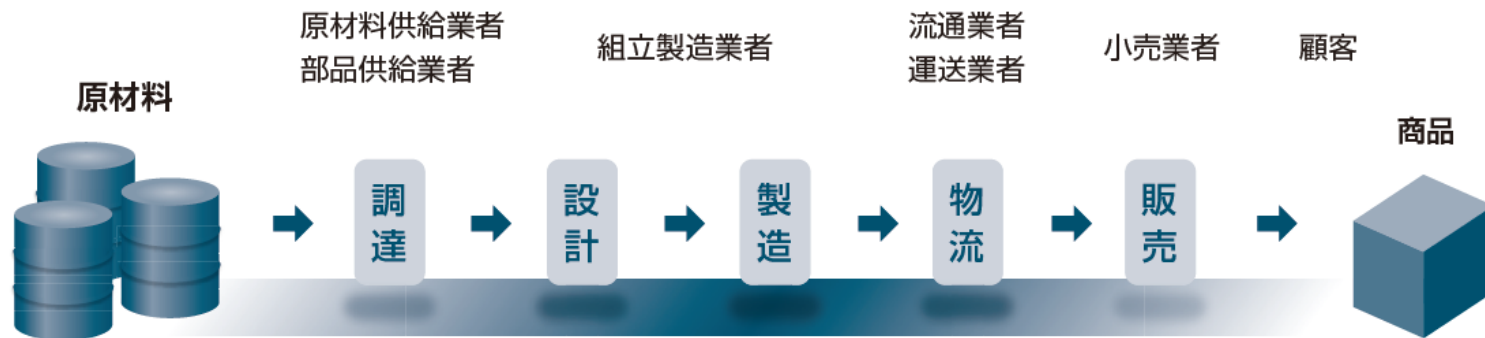 原材料供給業者
部品供給業者
組立製造業者
流通業者
運送業者
小売業者
顧客
原材料
商品
調達
設計
製造
物流
販売